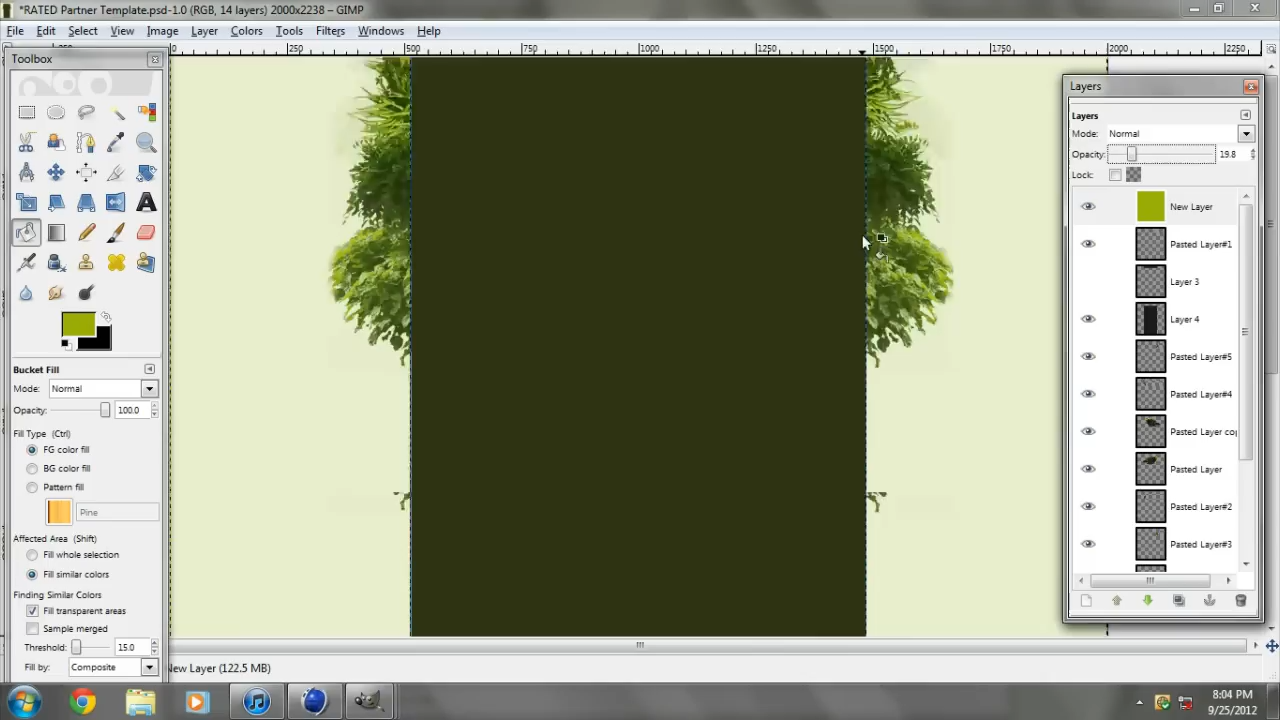 *RATED Partner Template.psd-1.0 (RGB, 14 layers) 2000x2238 – GIMP
File Edit Select View Image Layer Colors Tools Filters Windows Help
0 250 500 750 1000 1250 1500 1750 2000 2250
Toolbox
Bucket Fill
Mode: Normal
Opacity: 100.0
Fill Type (Ctrl)
FG color fill
BG color fill
Pattern fill
Pine
Affected Area (Shift)
Fill whole selection
Fill similar colors
Finding Similar Colors
Fill transparent areas
Sample merged
Threshold: 15.0
Fill by: Composite
New Layer (122.5 MB)
Layers
Layers
Mode: Normal
Opacity: 19.8
Lock:
New Layer
Pasted Layer#1
Layer 3
Layer 4
Pasted Layer#5
Pasted Layer#4
Pasted Layer cop
Pasted Layer
Pasted Layer#2
Pasted Layer#3
8:04 PM
9/25/2012